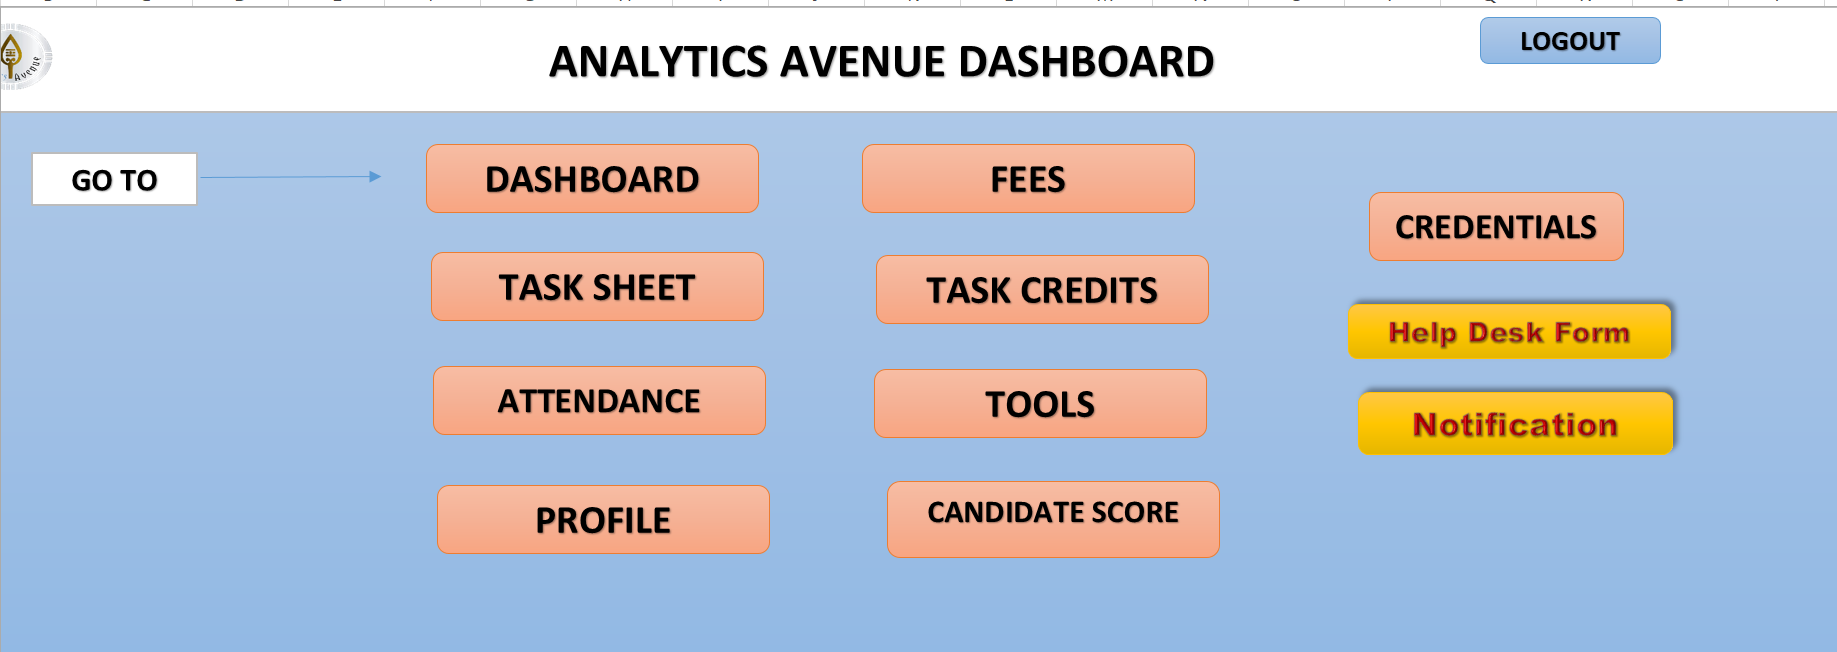 ANALYTICS AVENUE DASHBOARD
LOGOUT
Avenue
GO TO
DASHBOARD
FEES
CREDENTIALS
TASK SHEET
TASK CREDITS
Help Desk Form
ATTENDANCE
TOOLS
Notification
PROFILE
CANDIDATE SCORE